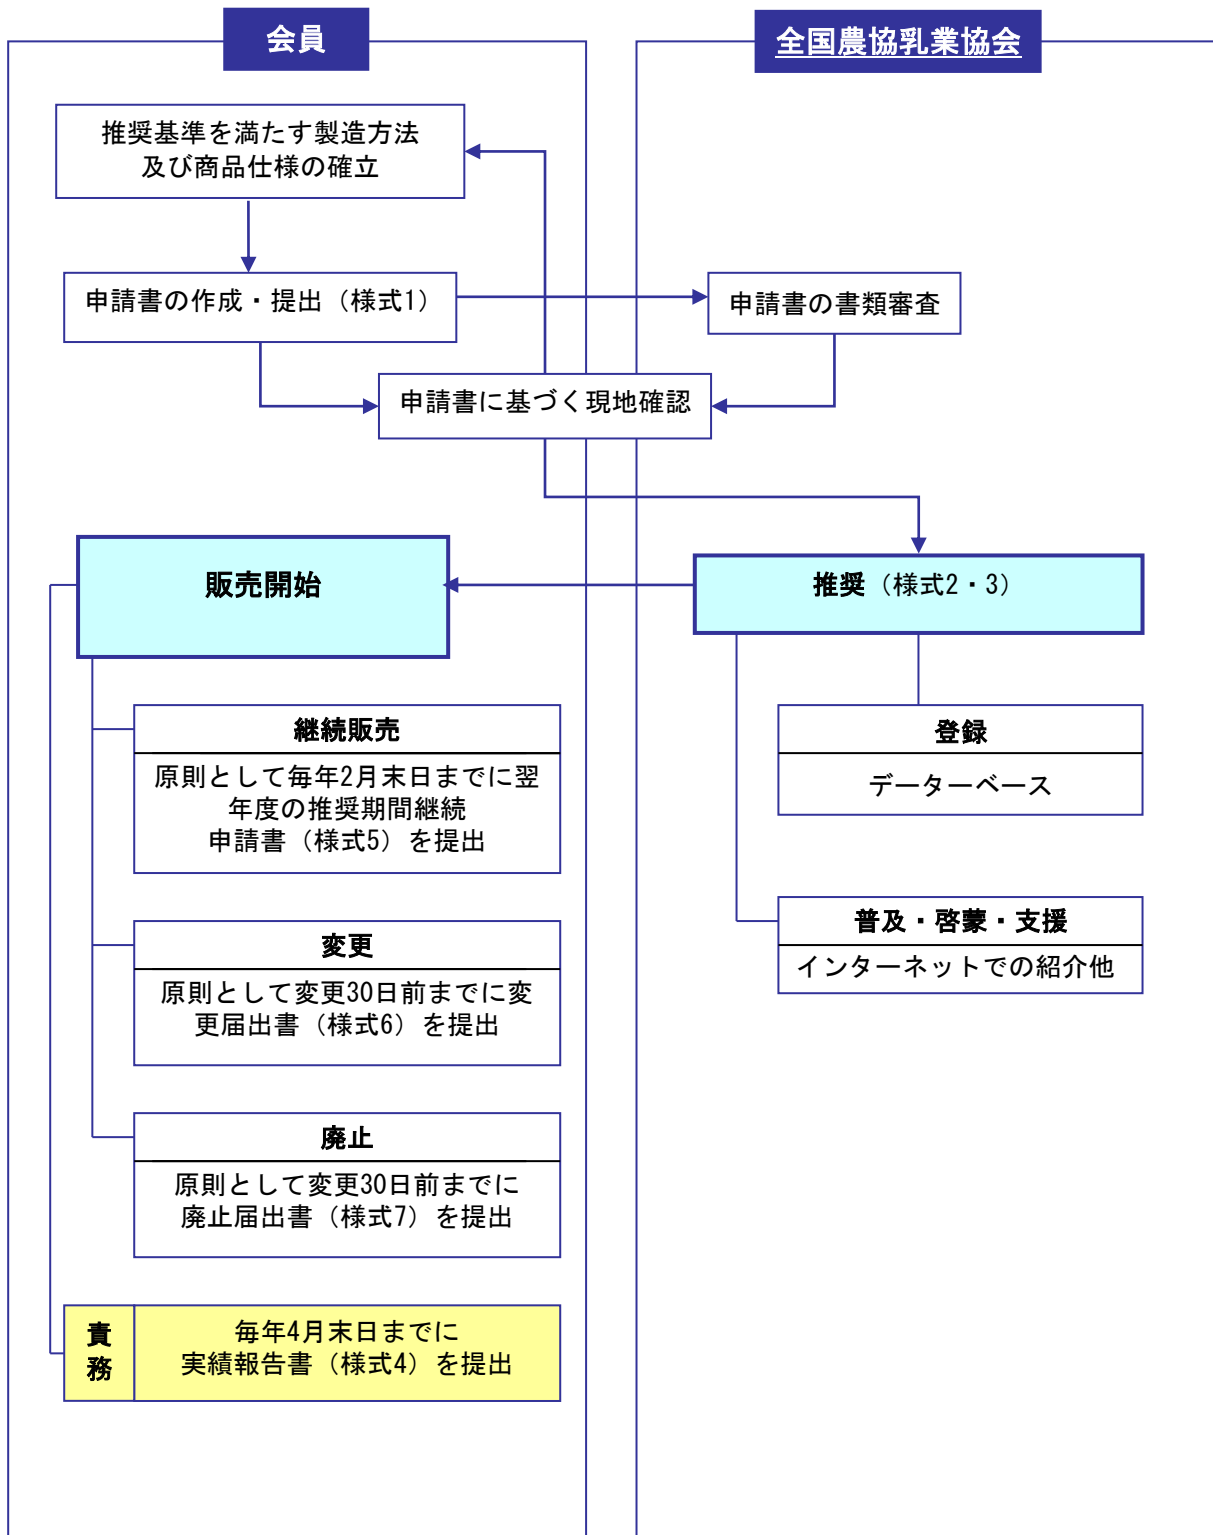 会員
全国農協乳業協会
推奨基準を満たす製造方法
及び商品仕様の確立
申請書の作成・提出（様式1）
申請書の書類審査
申請書に基づく現地確認
販売開始
推奨（様式2・3）
継続販売
原則として毎年2月末日までに翌
年度の推奨期間継続
申請書（様式5）を提出
登録
データーベース
変更
原則として変更30日前までに変
更届出書（様式6）を提出
普及・啓蒙・支援
インターネットでの紹介他
廃止
原則として変更30日前までに
廃止届出書（様式7）を提出
責
務
毎年4月末日までに
実績報告書（様式4）を提出